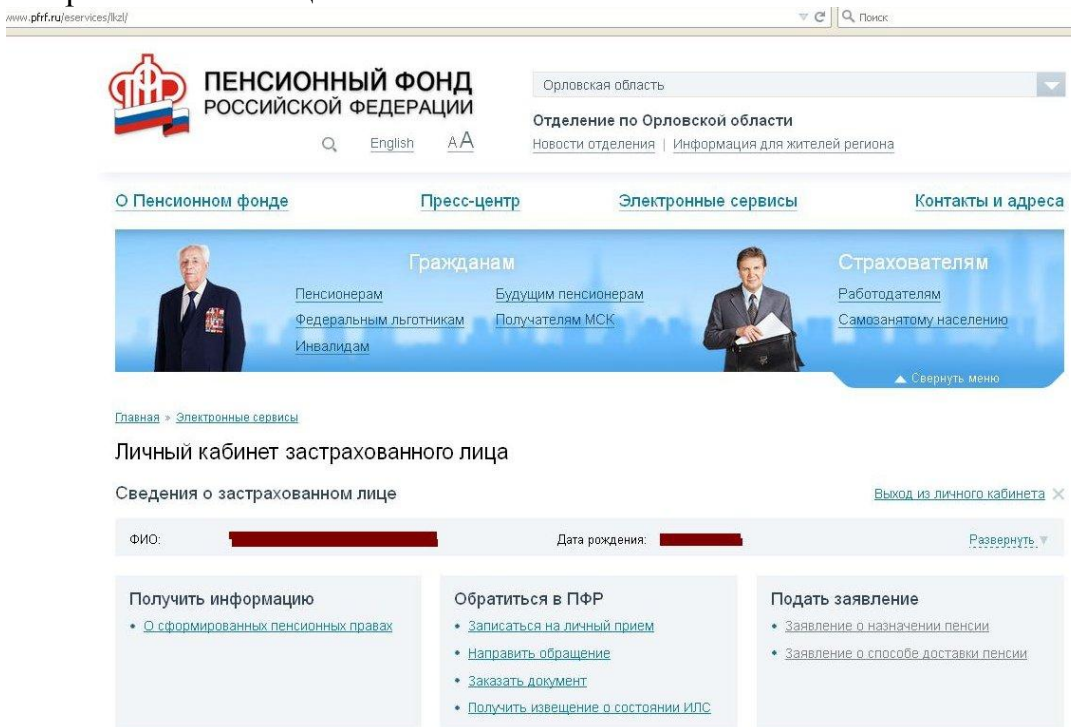 www.pfrf.ru/eservices/lkzl/
Поиск
ПЕНСИОННЫЙ ФОНД
РОССИЙСКОЙ ФЕДЕРАЦИИ
English AA
Орловская область
Отделение по Орловской области
Новости отделения | Информация для жителей региона
О Пенсионном фонде Пресс-центр Электронные сервисы Контакты и адреса
Гражданам
Пенсионерам Будущим пенсионерам
Федеральным льготникам Получателям МСК
Инвалидам
Страхователям
Работодателям
Самозанятому населению
Свернуть меню
Главная » Электронные сервисы
Личный кабинет застрахованного лица
Сведения о застрахованном лице Выход из личного кабинета
ФИО: Дата рождения: Развернуть
Получить информацию
• О сформированных пенсионных правах
Обратиться в ПФР
• Записаться на личный прием
• Направить обращение
• Заказать документ
• Получить извещение о состоянии ИЛС
Подать заявление
• Заявление о назначении пенсии
• Заявление о способе доставки пенсии